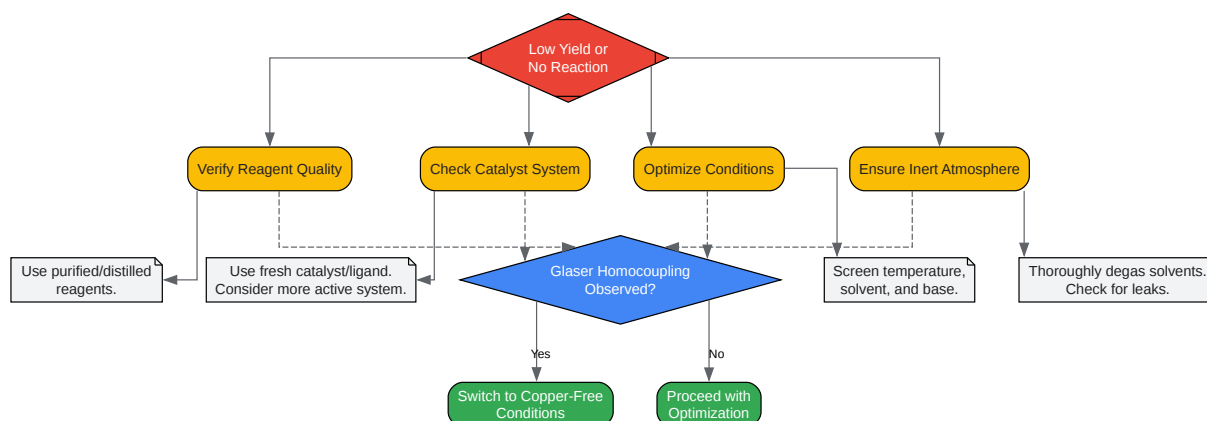 Low Yield or
No Reaction
Verify Reagent Quality
Check Catalyst System
Optimize Conditions
Ensure Inert Atmosphere
Use purified/distilled
reagents.
Use fresh catalyst/ligand.
Consider more active system.
Glaser Homocoupling
Observed?
Screen temperature,
solvent, and base.
Thoroughly degas solvents.
Check for leaks.
Yes
No
Switch to Copper-Free
Conditions
Proceed with
Optimization